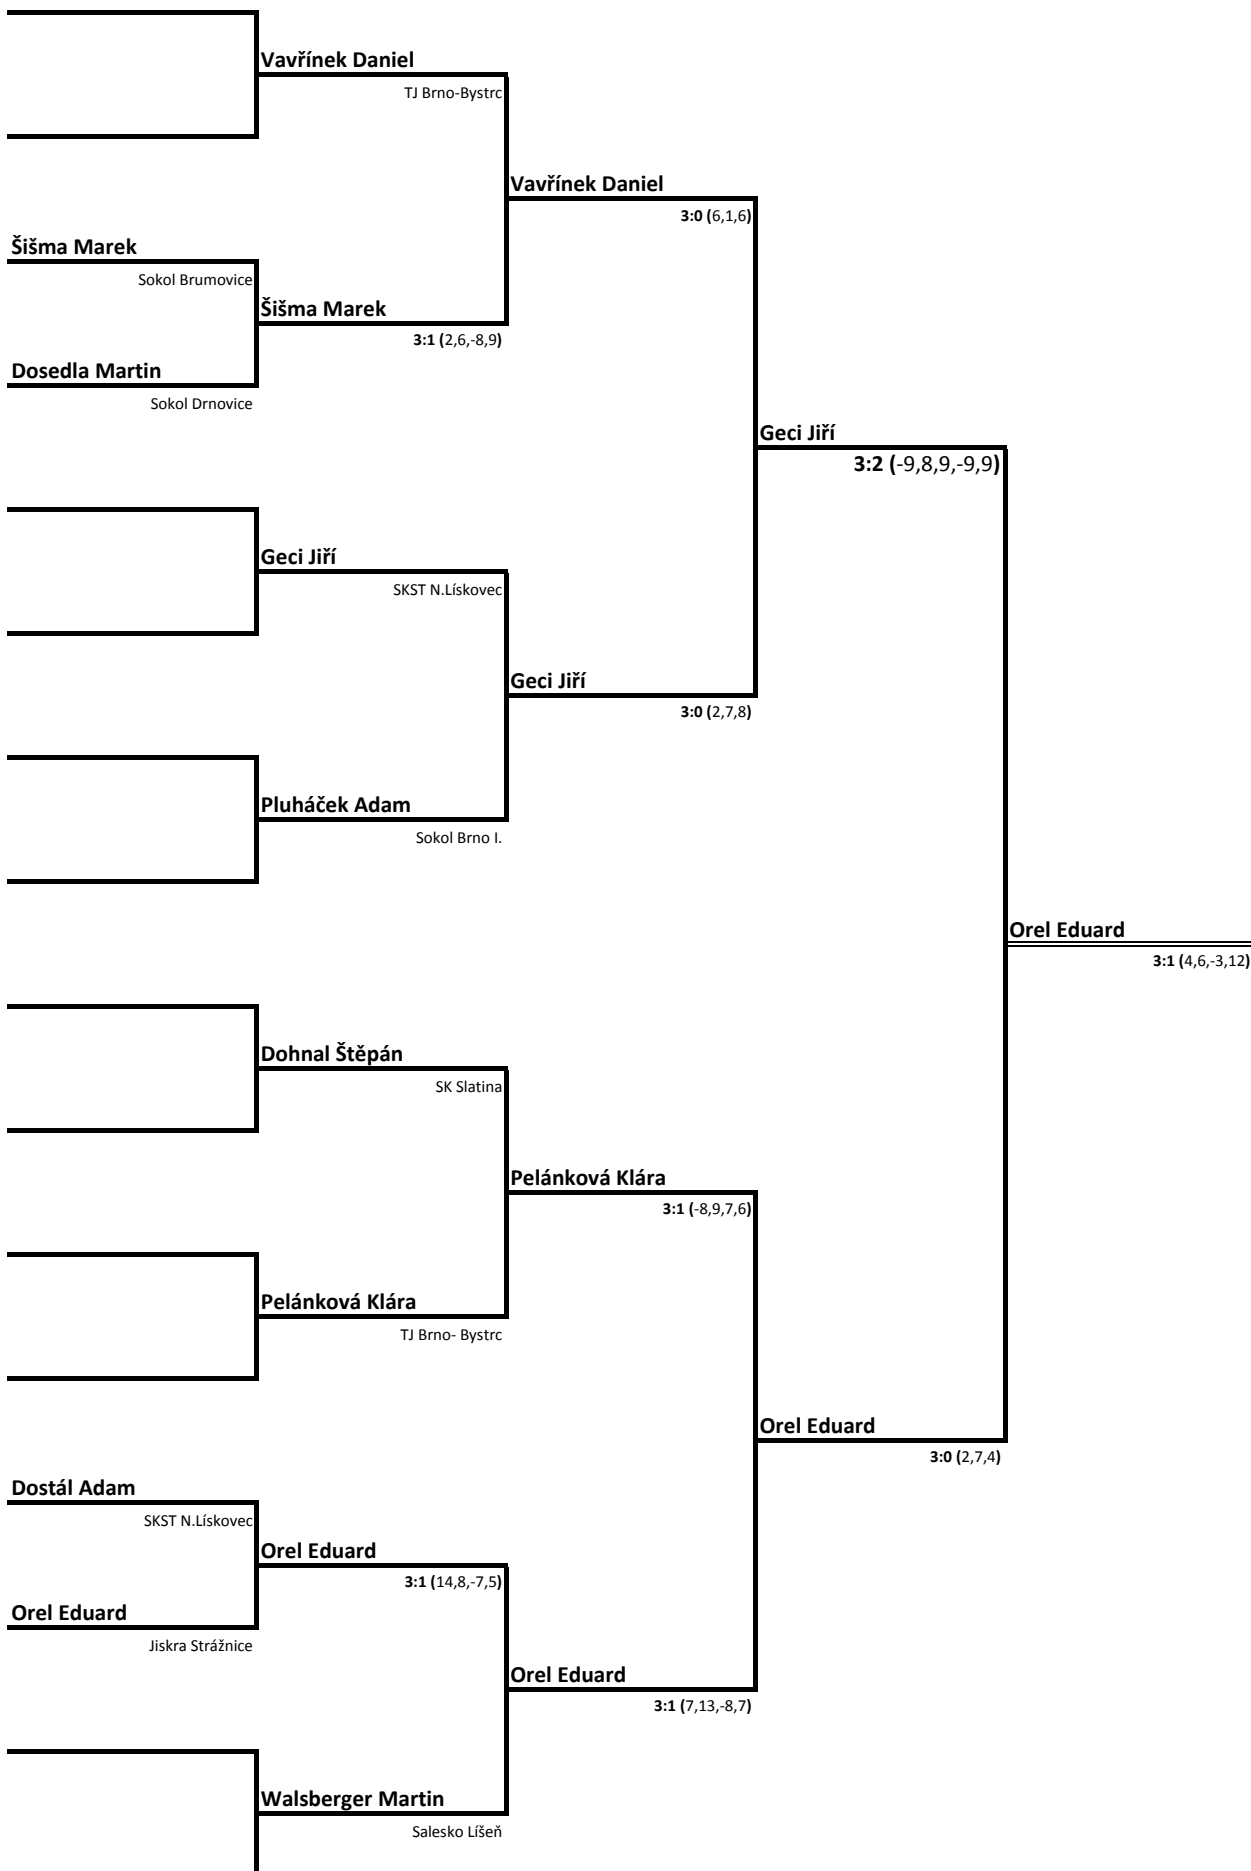 Vavřínek Daniel
TJ Brno-Bystrc
Vavřínek Daniel
3:0 (6,1,6)
Šišma Marek
Sokol Brumovice
Šišma Marek
3:1 (2,6,-8,9)
Dosedla Martin
Sokol Drnovice
Geci Jiří
3:2 (-9,8,9,-9,9)
Geci Jiří
SKST N.Lískovec
Geci Jiří
3:0 (2,7,8)
Pluháček Adam
Sokol Brno I.
Orel Eduard
3:1 (4,6,-3,12)
Dohnal Štěpán
SK Slatina
Pelánková Klára
3:1 (-8,9,7,6)
Pelánková Klára
TJ Brno- Bystrc
Orel Eduard
3:0 (2,7,4)
Dostál Adam
SKST N.Lískovec
Orel Eduard
3:1 (14,8,-7,5)
Orel Eduard
Jiskra Strážnice
Orel Eduard
3:1 (7,13,-8,7)
Walsberger Martin
Salesko Líšeň